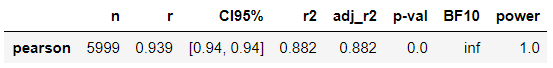 n r CI95% r2 adj_r2 p-val BF10 power
pearson 5999 0.939 [0.94, 0.94] 0.882 0.882 0.0 inf 1.0